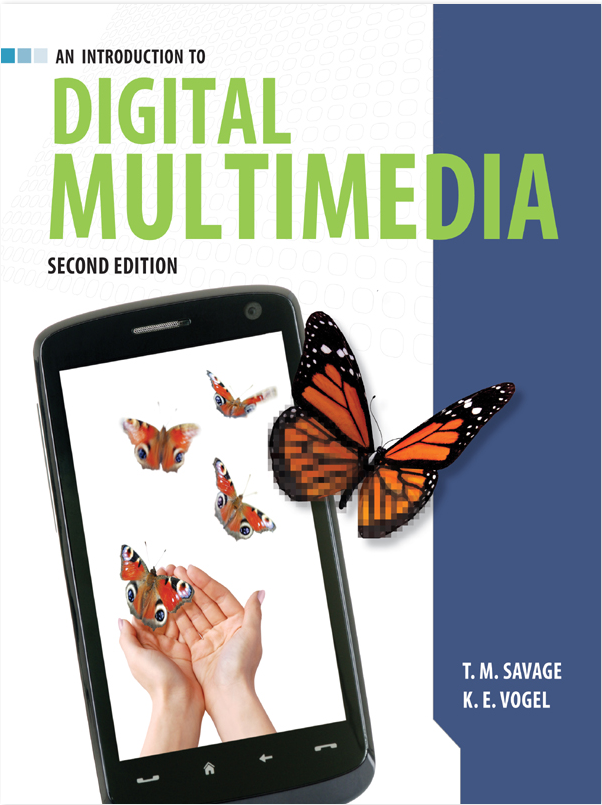 AN INTRODUCTION TO
DIGITAL
MULTIMEDIA
SECOND EDITION
T. M. SAVAGE
K. E. VOGEL